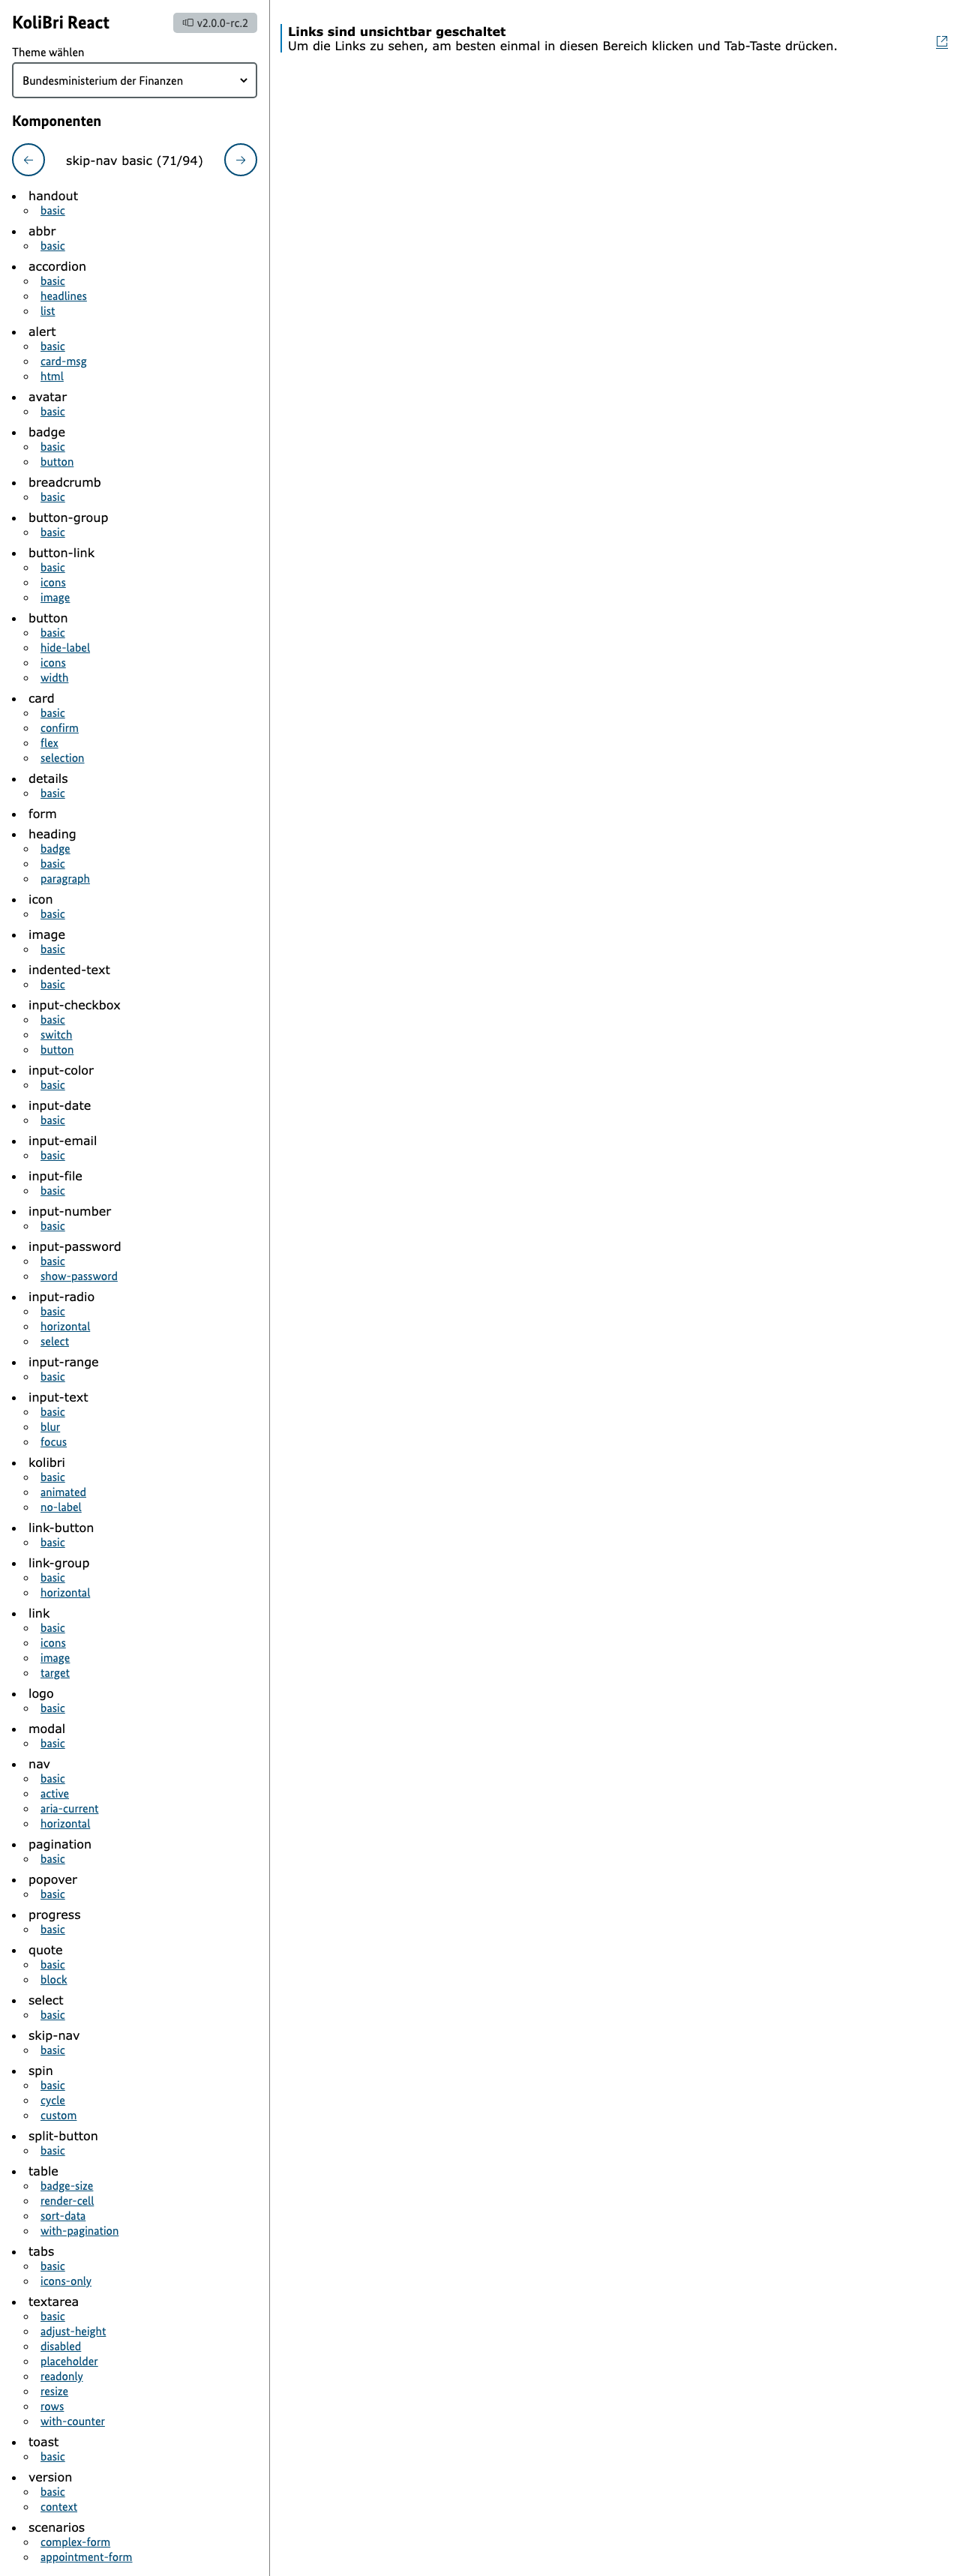 KoliBri React
v2.0.0-rc.2
Theme wählen
Bundesministerium der Finanzen
Komponenten
skip-nav basic (71/94)
handout
basic
abbr
basic
accordion
basic
headlines
list
alert
basic
card-msg
html
avatar
basic
badge
basic
button
breadcrumb
basic
button-group
basic
button-link
basic
icons
image
button
basic
hide-label
icons
width
card
basic
confirm
flex
selection
details
basic
form
heading
badge
basic
paragraph
icon
basic
image
basic
indented-text
basic
input-checkbox
basic
switch
button
input-color
basic
input-date
basic
input-email
basic
input-file
basic
input-number
basic
input-password
basic
show-password
input-radio
basic
horizontal
select
input-range
basic
input-text
basic
blur
focus
kolibri
basic
animated
no-label
link-button
basic
link-group
basic
horizontal
link
basic
icons
image
target
logo
basic
modal
basic
nav
basic
active
aria-current
horizontal
pagination
basic
popover
basic
progress
basic
quote
basic
block
select
basic
skip-nav
basic
spin
basic
cycle
custom
split-button
basic
table
badge-size
render-cell
sort-data
with-pagination
tabs
basic
icons-only
textarea
basic
adjust-height
disabled
placeholder
readonly
resize
rows
with-counter
toast
basic
version
basic
context
scenarios
complex-form
appointment-form
Links sind unsichtbar geschaltet
Um die Links zu sehen, am besten einmal in diesen Bereich klicken und Tab-Taste drücken.